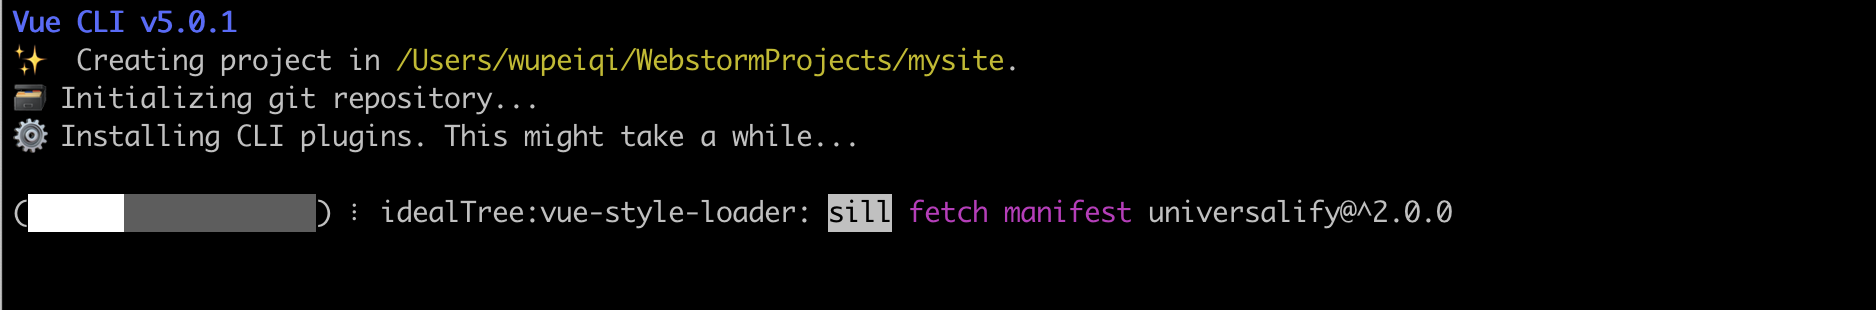 Vue CLI v5.0.1
✨ Creating project in /Users/wupeiqi/WebstormProjects/mysite.
🗃 Initializing git repository...
⚙ Installing CLI plugins. This might take a while...
( ) ⸽ idealTree:vue-style-loader: sill fetch manifest universalify@^2.0.0